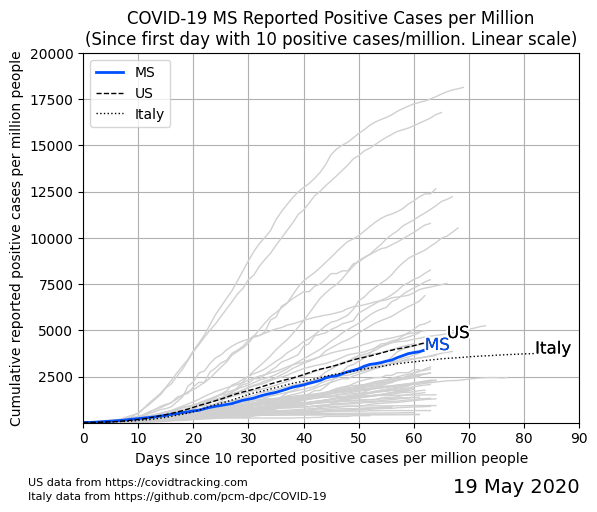 COVID-19 MS Reported Positive Cases per Million
(Since first day with 10 positive cases/million. Linear scale)
Cumulative reported positive cases per million people
20000
17500
15000
12500
10000
7500
5000
2500
MS
US
Italy
US
MS
Italy
0 10 20 30 40 50 60 70 80 90
Days since 10 reported positive cases per million people
US data from https://covidtracking.com
Italy data from https://github.com/pcm-dpc/COVID-19
19 May 2020